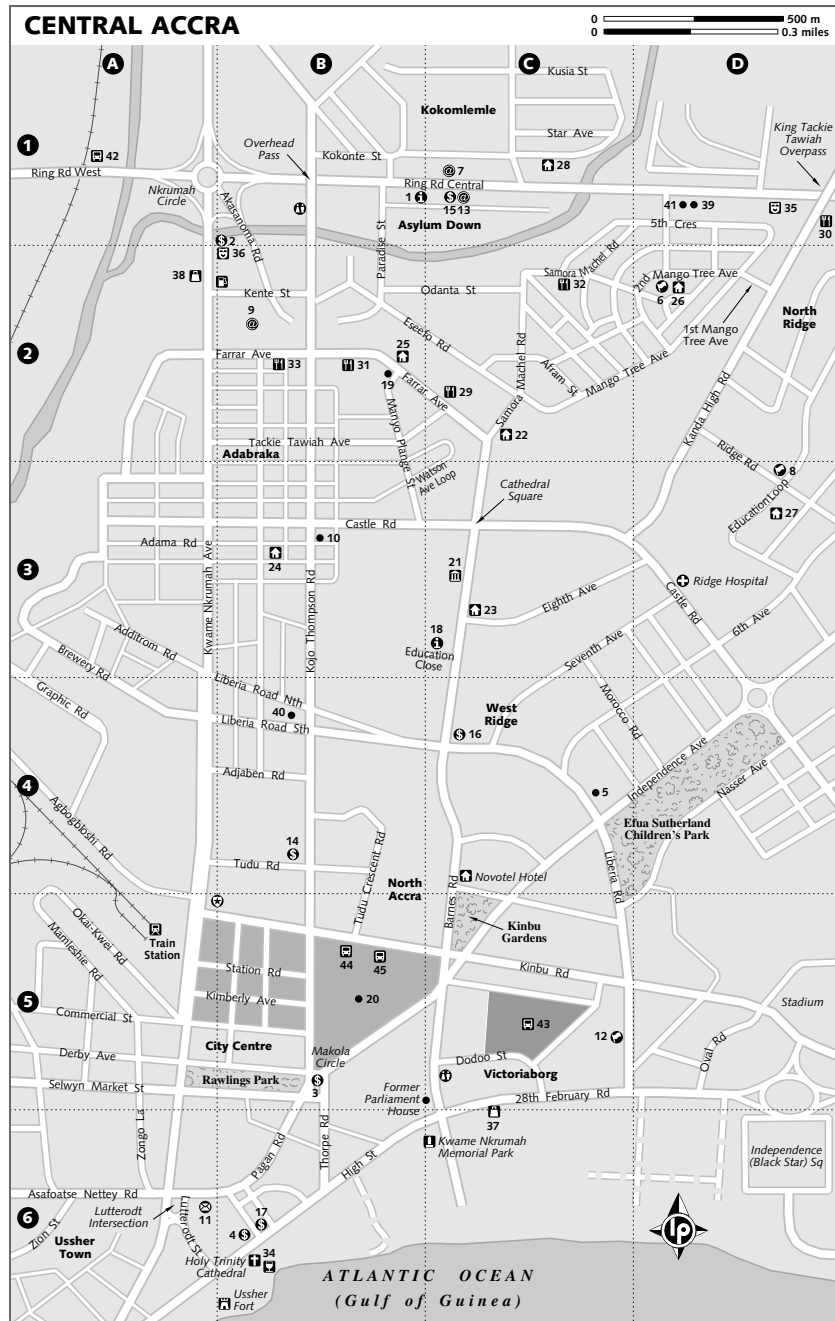 CENTRAL ACCRA
0 500 m
0 0.3 miles
A
B
C
D
Kusia St
Kokomlemle
Star Ave
King Tackie
Tawiah
Overpass
1
42
Overhead
Pass
Kokonte St
7
28
Ring Rd West
Nkrumah
Circle
Akasanoma Rd
Ring Rd Central
1
15 13
Asylum Down
Paradise St
41
39
35
30
5th Cres
2
36
38
Samora Machel Rd
32
2nd Mango Tree Ave
6
26
Kente St
Odanta St
North
Ridge
9
1st Mango
Tree Ave
2
Eseefo Rd
25
Farrar Ave
33
31
19
Farrar Ave
29
Samora Machel Rd
Afram St
Mango Tree Ave
Kanda High Rd
Manyo Plange St
22
Tackie Tawiah Ave
Adabraka
Watson
Ave Loop
Cathedral
Square
Ridge Rd
8
Education Loop
27
Castle Rd
Adama Rd
10
24
3
Kwame Nkrumah Ave
Kojo Thompson Rd
21
Ridge Hospital
Eighth Ave
23
Castle Rd
6th Ave
18
Education
Close
Seventh Ave
Additrom Rd
Brewery Rd
Graphic Rd
Liberia Road Nth
40
Liberia Road Sth
West
Ridge
16
Morocco Rd
Independence Ave
Nasser Ave
Adjaben Rd
5
4
Agbogbloshi Rd
Efua Sutherland
Children's Park
14
Tudu Rd
Tudu Crescent Rd
Liberia Rd
North
Accra
Novotel Hotel
Barnes Rd
Kinbu
Gardens
Okai-Kwei Rd
Mamleshie Rd
Train
Station
44
45
Station Rd
Kinbu Rd
Kimberly Ave
20
5
Commercial St
Stadium
43
12
City Centre
Makola
Circle
Dodoo St
Oval Rd
Derby Ave
Victoriaborg
Rawlings Park
Selwyn Market St
3
Former
Parliament
House
28th February Rd
37
Zongo La
Pagan Rd
Thorpe Rd
High St
Kwame Nkrumah
Memorial Park
Independence
(Black Star) Sq
Asafoatse Nettey Rd
Lutterodt
Intersection
11
17
6
Zion St
Lutterodt St
4
Ussher
Town
34
Holy Trinity
Cathedral
Ussher
Fort
ATLANTIC OCEAN
(Gulf of Guinea)
lp